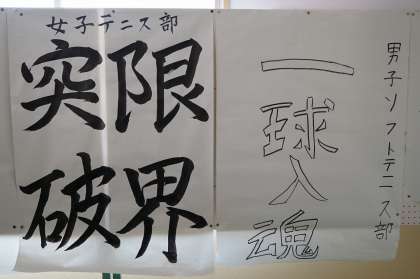 女子テニス部
限界
突破
男子ソフトテニス部
一球入魂